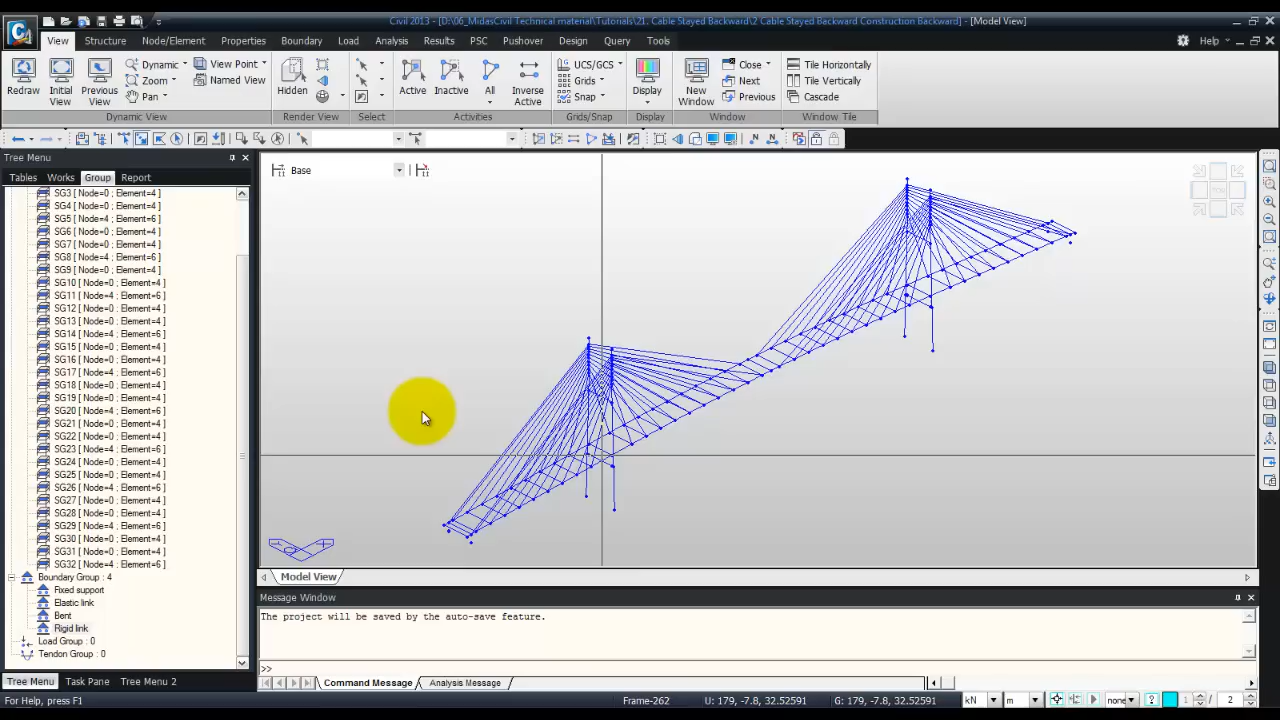 Civil 2013 - [D:\06_MidasCivil Technical material\Tutorials\21. Cable Stayed Backward\2 Cable Stayed Backward Construction Backward] - [Model View]
View Structure Node/Element Properties Boundary Load Analysis Results PSC Pushover Design Query Tools Help
Redraw Initial View Previous View Dynamic Zoom Pan View Point Named View Hidden Active Inactive All Inverse Active UCS/GCS Grids Snap Display New Window Close Next Previous Tile Horizontally Tile Vertically Cascade
Dynamic View Render View Select Activities Grids/Snap Display Window Window Tile
Tree Menu
Tables Works Group Report
Base
SG3 [ Node=0 ; Element=4 ]
SG4 [ Node=0 ; Element=4 ]
SG5 [ Node=4 ; Element=6 ]
SG6 [ Node=0 ; Element=4 ]
SG7 [ Node=0 ; Element=4 ]
SG8 [ Node=4 ; Element=6 ]
SG9 [ Node=0 ; Element=4 ]
SG10 [ Node=0 ; Element=4 ]
SG11 [ Node=4 ; Element=6 ]
SG12 [ Node=0 ; Element=4 ]
SG13 [ Node=0 ; Element=4 ]
SG14 [ Node=4 ; Element=6 ]
SG15 [ Node=0 ; Element=4 ]
SG16 [ Node=0 ; Element=4 ]
SG17 [ Node=4 ; Element=6 ]
SG18 [ Node=0 ; Element=4 ]
SG19 [ Node=0 ; Element=4 ]
SG20 [ Node=4 ; Element=6 ]
SG21 [ Node=0 ; Element=4 ]
SG22 [ Node=0 ; Element=4 ]
SG23 [ Node=4 ; Element=6 ]
SG24 [ Node=0 ; Element=4 ]
SG25 [ Node=0 ; Element=4 ]
SG26 [ Node=4 ; Element=6 ]
SG27 [ Node=0 ; Element=4 ]
SG28 [ Node=0 ; Element=4 ]
SG29 [ Node=4 ; Element=6 ]
SG30 [ Node=0 ; Element=4 ]
SG31 [ Node=0 ; Element=4 ]
SG32 [ Node=4 ; Element=6 ]
Boundary Group : 4
Fixed support
Elastic link
Bent
Rigid link
Load Group : 0
Tendon Group : 0
Model View
Message Window
The project will be saved by the auto-save feature.
>>
Tree Menu Task Pane Tree Menu 2
Command Message Analysis Message
For Help, press F1 Frame-262 U: 179, -7.8, 32.52591 G: 179, -7.8, 32.52591 kN m none 1 / 2